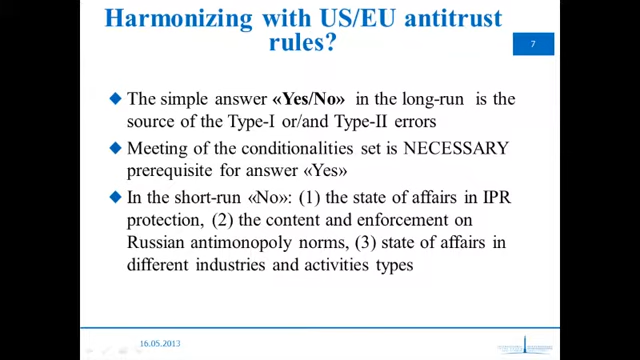 Harmonizing with US/EU antitrust
rules?
7
The simple answer «Yes/No» in the long-run is the
source of the Type-I or/and Type-II errors
Meeting of the conditionalities set is NECESSARY
prerequisite for answer «Yes»
In the short-run «No»: (1) the state of affairs in IPR
protection, (2) the content and enforcement on
Russian antimonopoly norms, (3) state of affairs in
different industries and activities types
16.05.2013